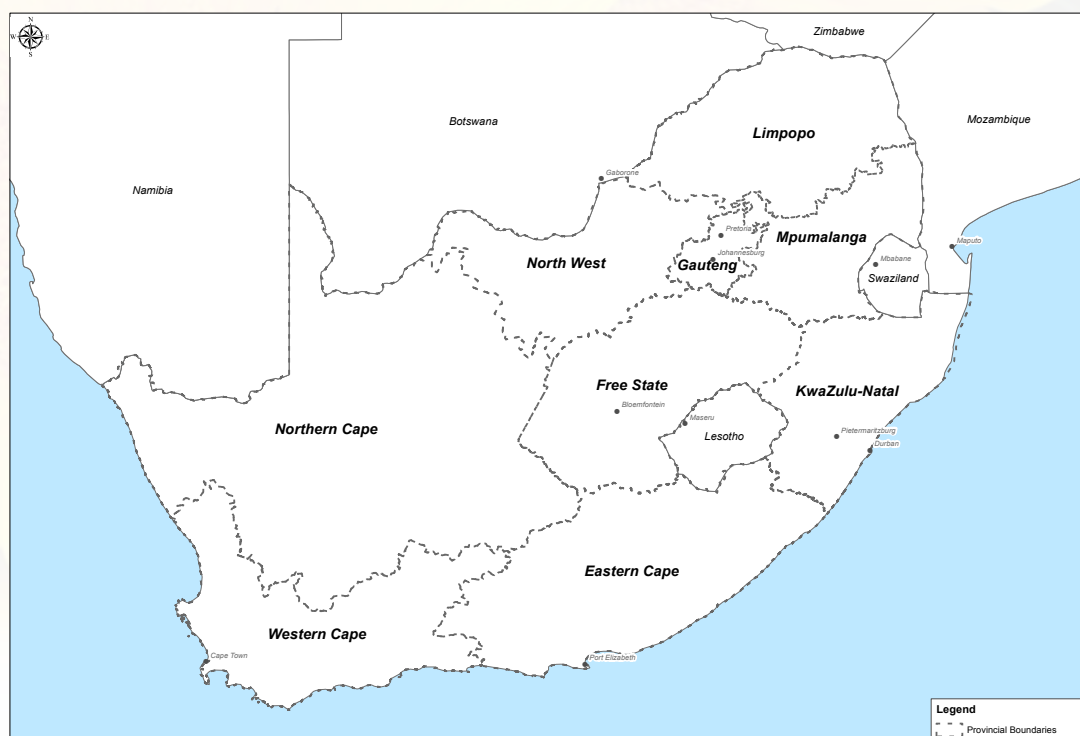 N
W E
S
Zimbabwe
Botswana
Mozambique
Limpopo
Gaborone
Namibia
Pretoria
Mpumalanga
Maputo
Johannesburg
North West
Gauteng
Mbabane
Swaziland
Free State
KwaZulu-Natal
Bloemfontein
Maseru
Northern Cape
Lesotho
Pietermaritzburg
Durban
Eastern Cape
Western Cape
Cape Town
Port Elizabeth
Legend
Provincial Boundaries